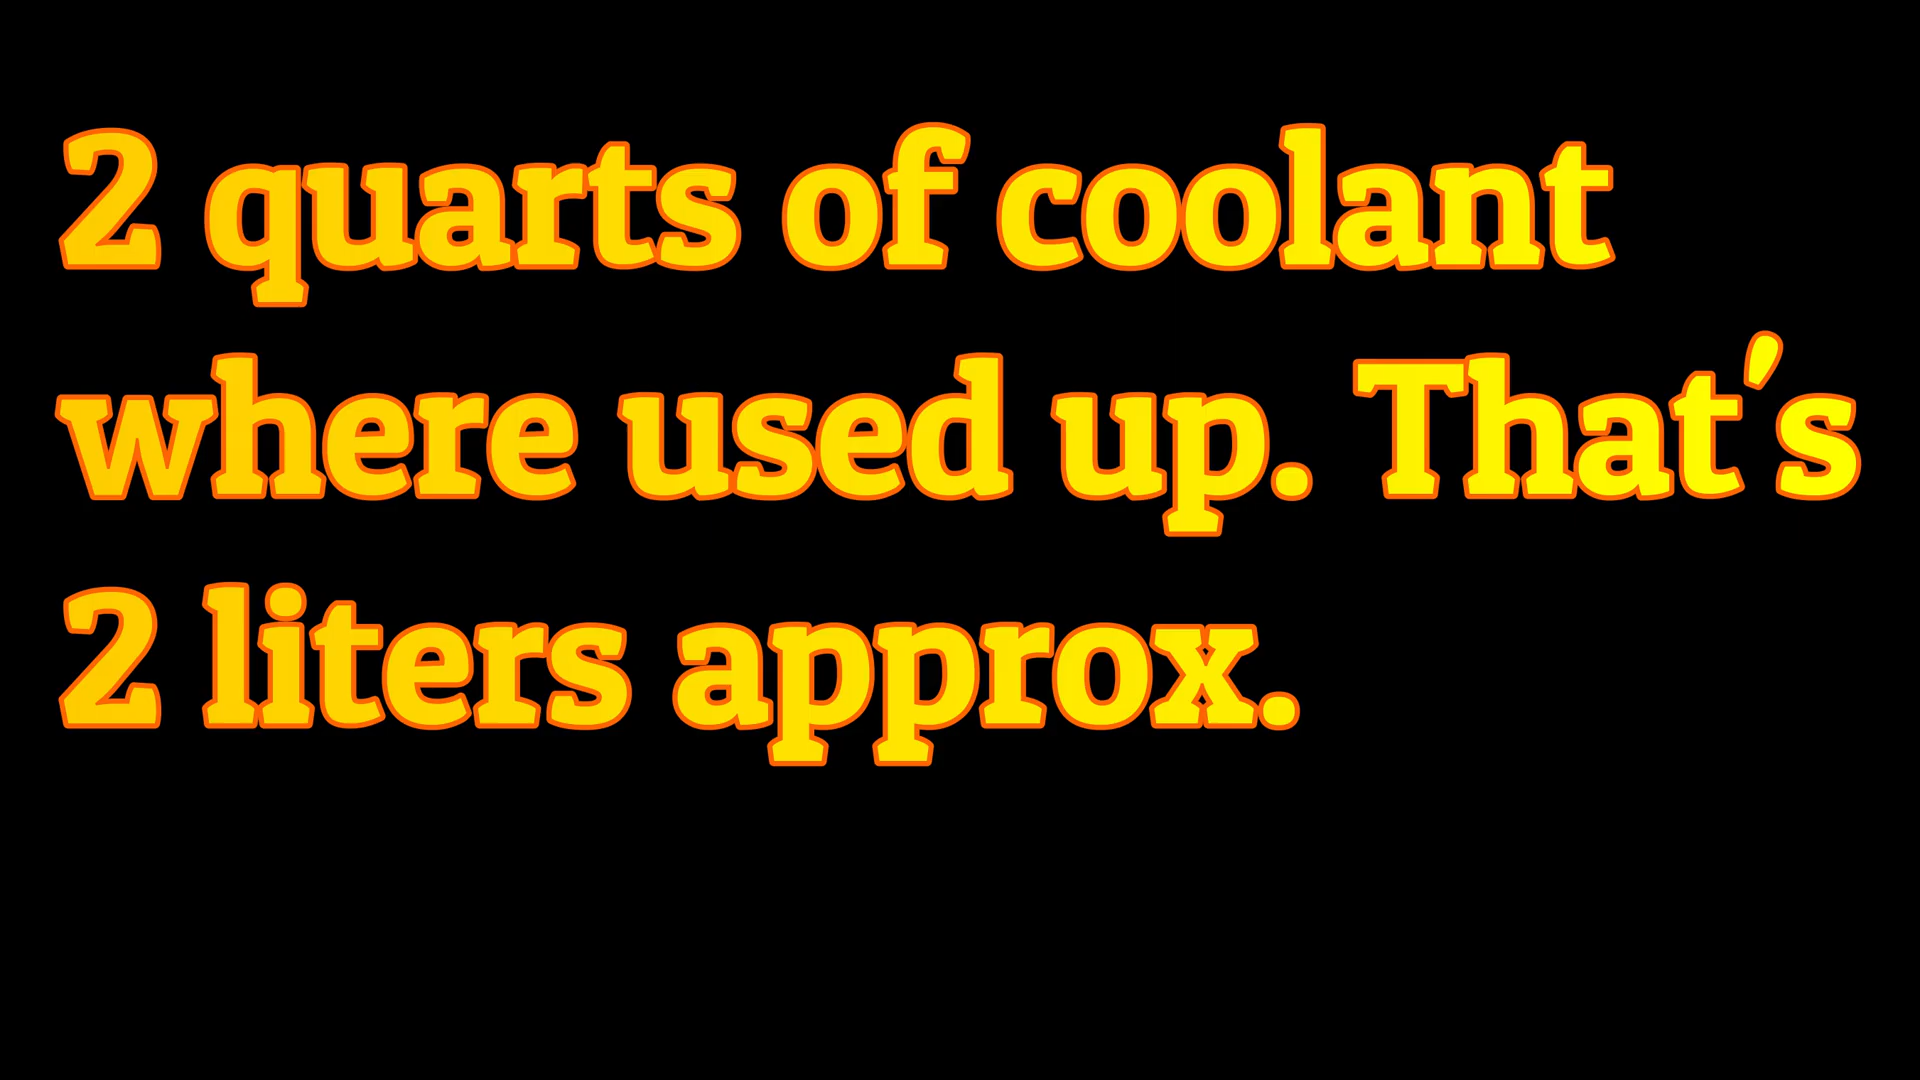 2 quarts of coolant
where used up. That's
2 liters approx.